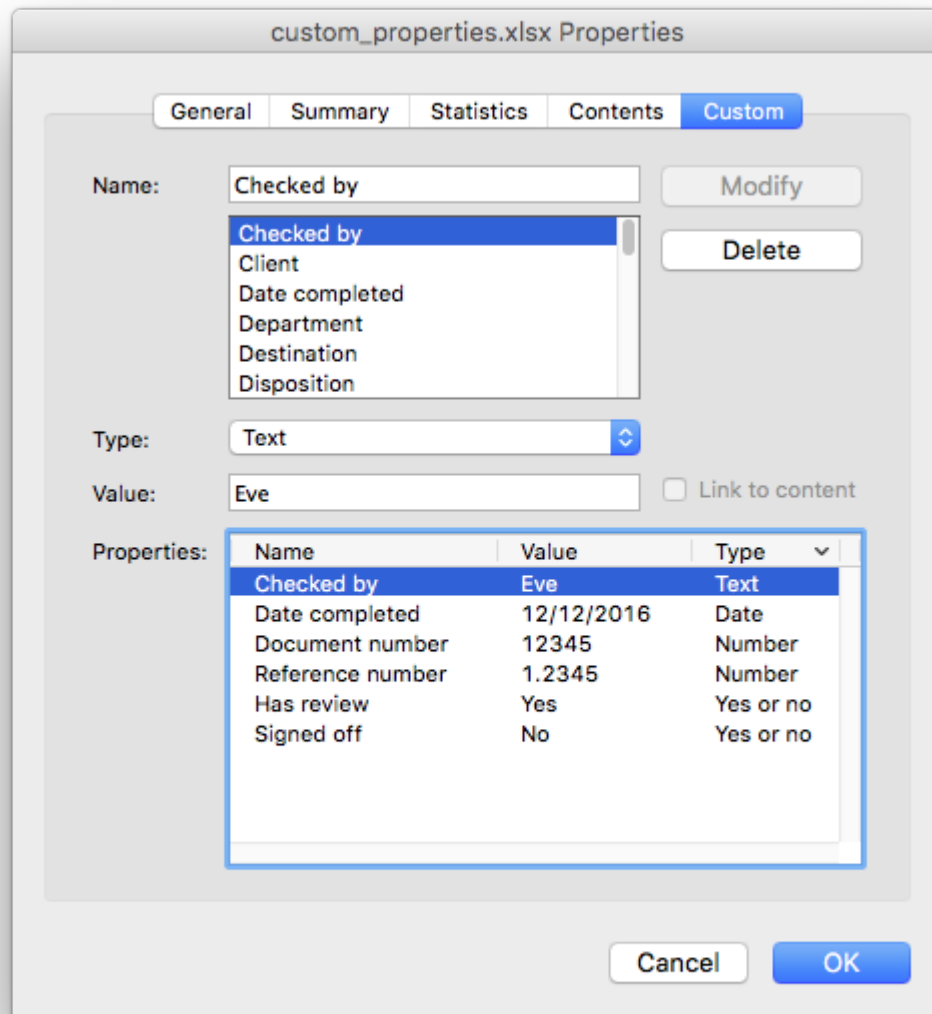 custom_properties.xlsx Properties
General Summary Statistics Contents Custom
Name: Checked by Modify
Checked by
Delete
Client
Date completed
Department
Destination
Disposition
Type: Text
Value: Eve Link to content
Properties: Name Value Type
Checked by Eve Text
Date completed 12/12/2016 Date
Document number 12345 Number
Reference number 1.2345 Number
Has review Yes Yes or no
Signed off No Yes or no
Cancel OK